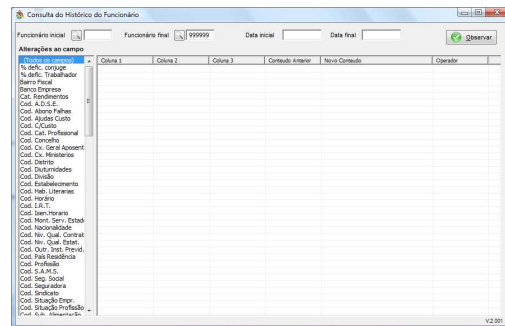 Consulta do Histórico do Funcionário
Funcionário inicial Funcionário final 999999 Data inicial Data final Observar
Alterações ao campo
(Todos os campos)
% defic. conjuge
% defic. Trabalhador
Bairro Fiscal
Banco Empresa
Cat. Rendimentos
Cod. A.D.S.E.
Cod. Abono Falhas
Cod. Ajudas Custo
Cod. C/Custo
Cod. Cat. Profissional
Cod. Concelho
Cod. Cx. Geral Aposent
Cod. Cx. Ministerios
Cod. Distrito
Cod. Diuturnidades
Cod. Divisão
Cod. Estabelecimento
Cod. Hab. Literarias
Cod. Horário
Cod. I.R.T.
Cod. Isen.Horario
Cod. Mont. Serv. Estad
Cod. Nacionalidade
Cod. Niv. Qual. Contrat
Cod. Niv. Qual. Estat.
Cod. Outr. Inst. Previd.
Cod. País Residência
Cod. Profissão
Cod. S.A.M.S.
Cod. Seg. Social
Cod. Seguradora
Cod. Sindicato
Cod. Situação Empr.
Cod. Situação Profissão
Cod. Sub. Alimentação
Coluna 1 Coluna 2 Coluna 3 Conteudo Anterior Novo Conteudo Operador
V.2.001